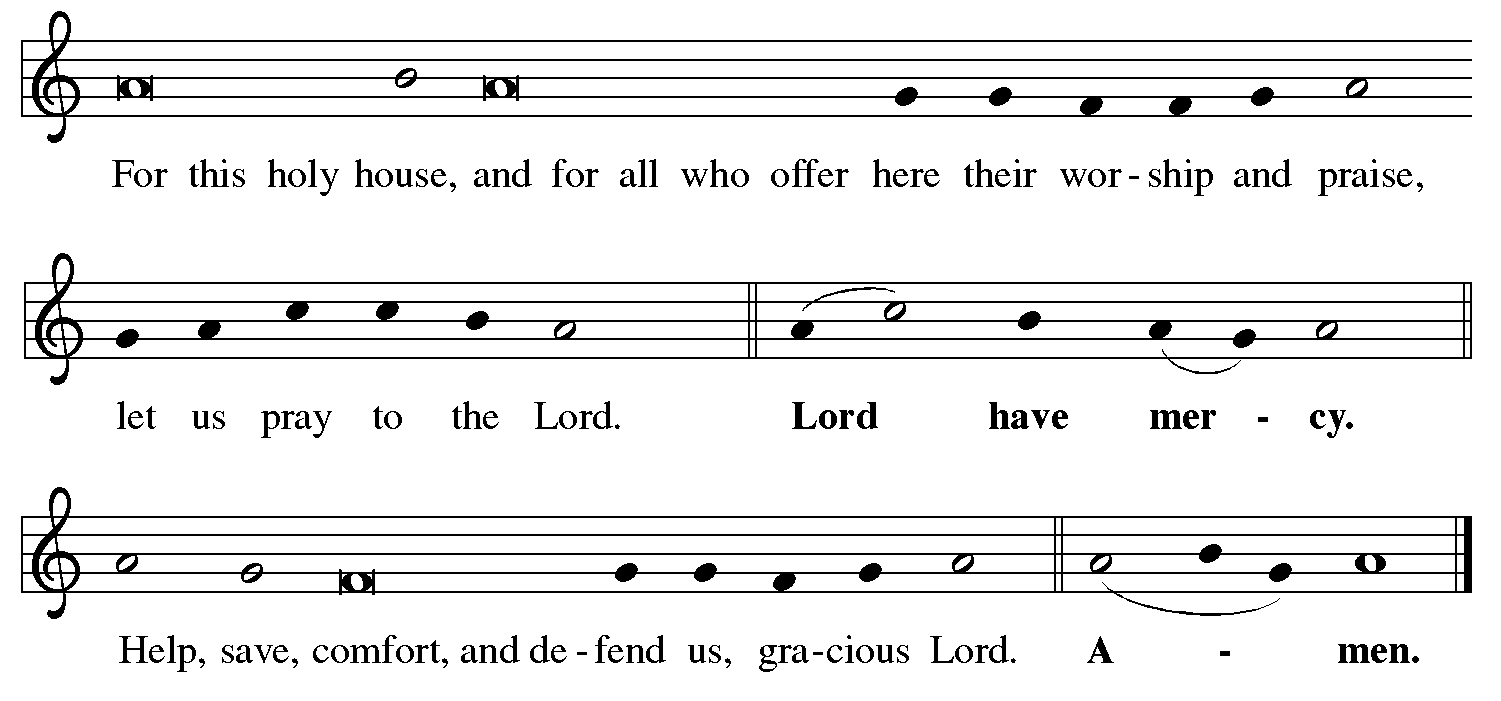 For this holy house, and for all who offer here their wor - ship and praise,
let us pray to the Lord. Lord have mer - cy.
Help, save, comfort, and de - fend us, gra - cious Lord. A - men.